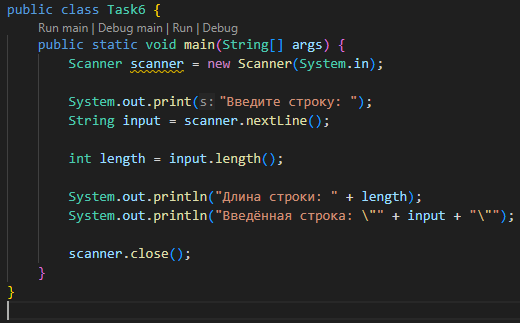 public class Task6 {
Run main | Debug main | Run | Debug
public static void main(String[] args) {
Scanner scanner = new Scanner(System.in);
System.out.print(s: "Введите строку: ");
String input = scanner.nextLine();
int length = input.length();
System.out.println("Длина строки: " + length);
System.out.println("Введённая строка: \"" + input + "\"");
scanner.close();
}
}